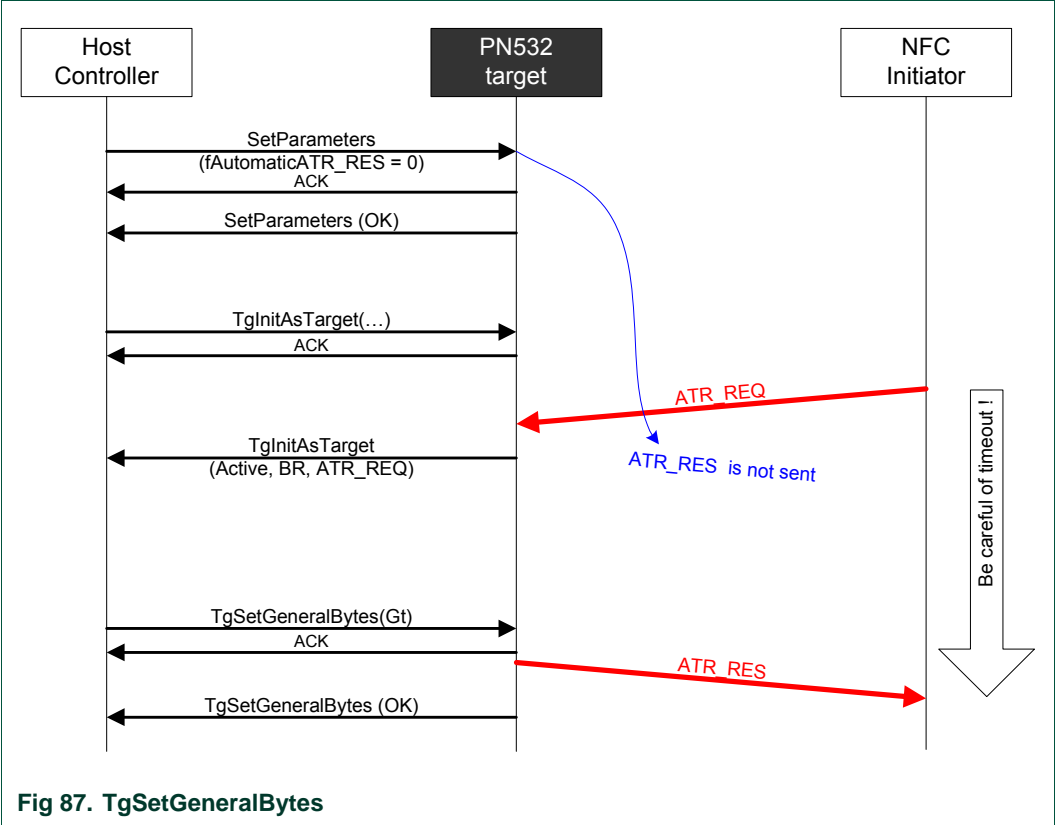 Host
Controller
PN532
target
NFC
Initiator
SetParameters
(fAutomaticATR_RES = 0)
ACK
SetParameters (OK)
TgInitAsTarget(…)
ACK
ATR_REQ
TgInitAsTarget
(Active, BR, ATR_REQ)
ATR_RES is not sent
Be careful of timeout !
TgSetGeneralBytes(Gt)
ACK
ATR_RES
TgSetGeneralBytes (OK)
Fig 87. TgSetGeneralBytes